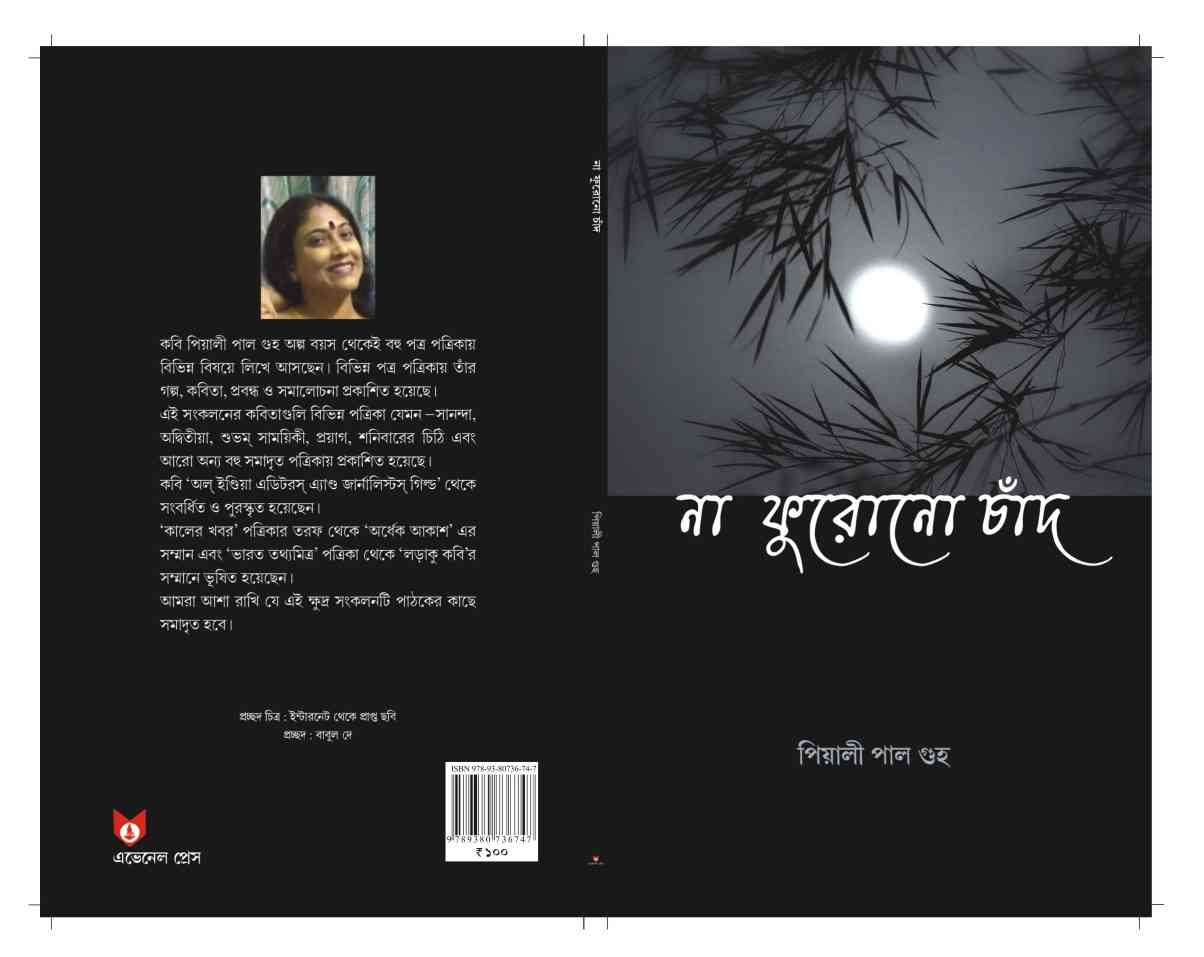 কবি পিয়ালী পাল গুহ অল্প বয়স থেকেই বহু পত্র পত্রিকায়
বিভিন্ন বিষয়ে লিখে আসছেন। বিভিন্ন পত্র পত্রিকায় তাঁর
গল্প, কবিতা, প্রবন্ধ ও সমালোচনা প্রকাশিত হয়েছে।
এই সংকলনের কবিতাগুলি বিভিন্ন পত্রিকা যেমন – সানন্দা,
অদ্বিতীয়া, শুভম্ সাময়িকী, প্রয়াগ, শনিবারের চিঠি এবং
আরো অন্য বহু সমাদৃত পত্রিকায় প্রকাশিত হয়েছে।
কবি ‘অল্ ইণ্ডিয়া এডিটরস্ এ্যাণ্ড জার্নালিস্টস্ গিল্ড’ থেকে
সংবর্ধিত ও পুরস্কৃত হয়েছেন।
‘কালের খবর’ পত্রিকার তরফ থেকে ‘অর্ধেক আকাশ’ এর
সম্মান এবং ‘ভারত তথ্যমিত্র’ পত্রিকা থেকে ‘লড়াকু কবি’র
সম্মানে ভূষিত হয়েছেন।
আমরা আশা রাখি যে এই ক্ষুদ্র সংকলনটি পাঠকের কাছে
সমাদৃত হবে।
প্রচ্ছদ চিত্র : ইন্টারনেট থেকে প্রাপ্ত ছবি
প্রচ্ছদ : বাবুল দে
ISBN 978-93-80736-74-7
9 789380 736747
₹ ১০০
এভেনেল প্রেস
না ফুরোনো চাঁদ
পিয়ালী পাল গুহ
না ফুরোনো চাঁদ
পিয়ালী পাল গুহ